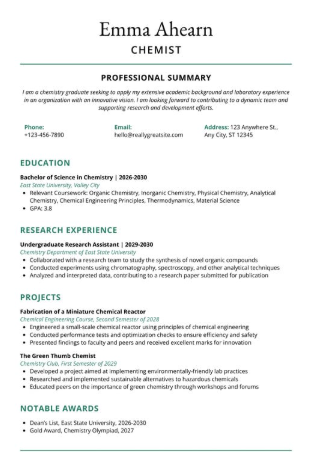 Emma Ahearn
CHEMIST
PROFESSIONAL SUMMARY
I am a chemistry graduate seeking to apply my extensive academic background and laboratory experience
in an organization with an innovative vision. I am looking forward to contributing to a dynamic team and
supporting research and development efforts.
Phone: Email: Address: 123 Anywhere St.,
+123-456-7890 hello@reallygreatsite.com Any City, ST 12345
EDUCATION
Bachelor of Science in Chemistry | 2026-2030
East State University, Valley City
• Relevant Coursework: Organic Chemistry, Inorganic Chemistry, Physical Chemistry, Analytical
Chemistry, Chemical Engineering Principles, Thermodynamics, Material Science
• GPA: 3.8
RESEARCH EXPERIENCE
Undergraduate Research Assistant | 2029-2030
Chemistry Department of East State University
• Collaborated with a research team to study the synthesis of novel organic compounds
• Conducted experiments using chromatography, spectroscopy, and other analytical techniques
• Analyzed and interpreted data, contributing to a research paper submitted for publication
PROJECTS
Fabrication of a Miniature Chemical Reactor
Chemical Engineering Course, Second Semester of 2028
• Engineered a small-scale chemical reactor using principles of chemical engineering
• Conducted performance tests and optimization checks to ensure efficiency and safety
• Presented findings to faculty and peers and received excellent marks for innovation
The Green Thumb Chemist
Chemistry Club, First Semester of 2029
• Developed a project aimed at implementing environmentally-friendly lab practices
• Researched and implemented sustainable alternatives to hazardous chemicals
• Educated peers on the importance of green chemistry through workshops and forums
NOTABLE AWARDS
• Dean's List, East State University, 2026-2030
• Gold Award, Chemistry Olympiad, 2027